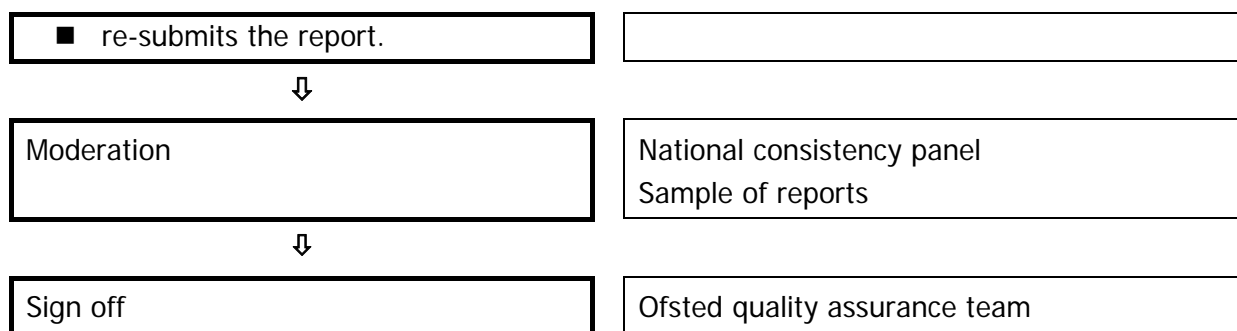 ■ re-submits the report.
⇩
Moderation
National consistency panel
Sample of reports
⇩
Sign off
Ofsted quality assurance team